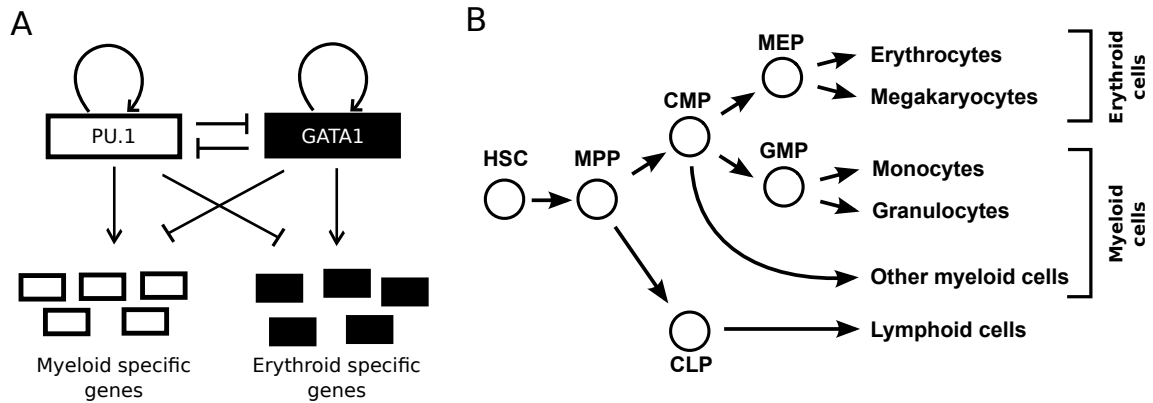 A
PU.1
GATA1
Myeloid specific
genes
Erythroid specific
genes
B
HSC
MPP
CMP
MEP
GMP
CLP
Erythrocytes
Megakaryocytes
Monocytes
Granulocytes
Other myeloid cells
Lymphoid cells
Erythroid
cells
Myeloid
cells